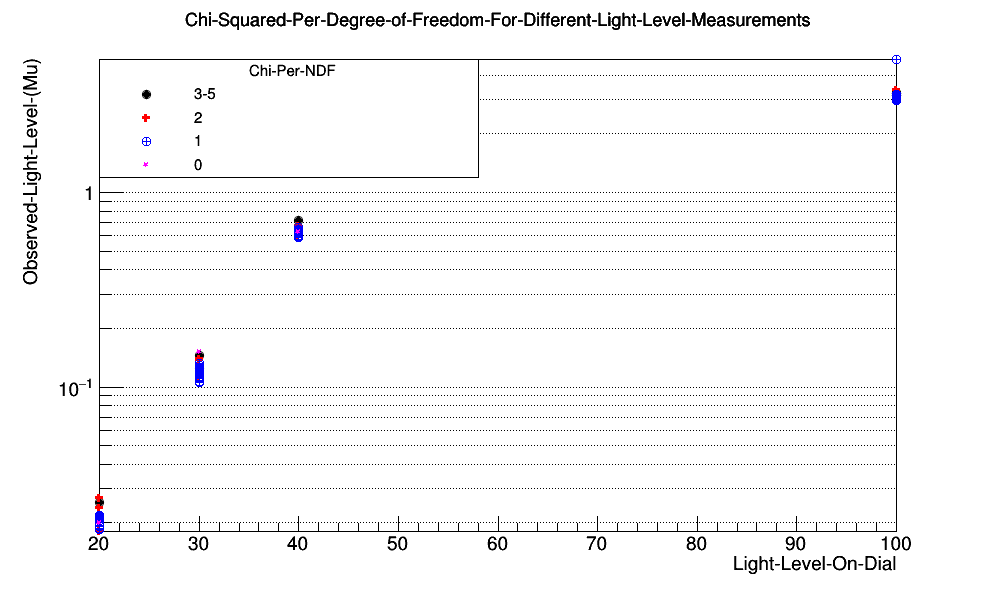 Chi-Squared-Per-Degree-of-Freedom-For-Different-Light-Level-Measurements
Observed-Light-Level-(Mu)
Chi-Per-NDF
3-5
2
1
0
1
10⁻¹
20 30 40 50 60 70 80 90 100
Light-Level-On-Dial